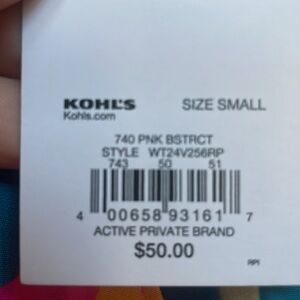 KOHL'S SIZE SMALL
Kohls.com
740 PNK BSTRCT
STYLE WT24V256RP
743 50 51
4 00658 93161 7
ACTIVE PRIVATE BRAND
$50.00
RPI